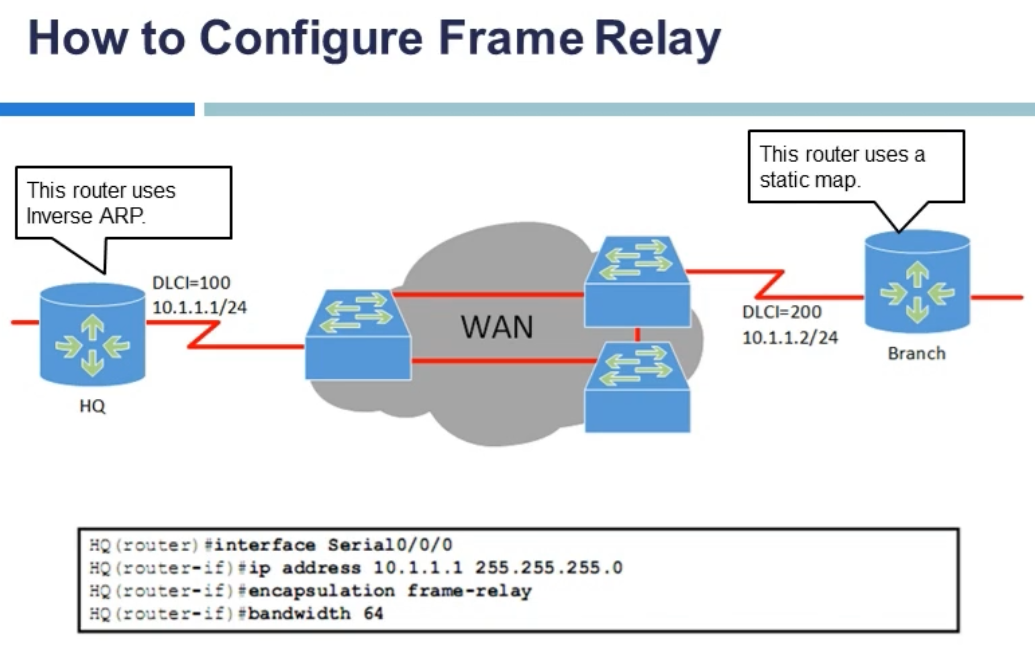 How to Configure Frame Relay
This router uses a
static map.
This router uses
Inverse ARP.
DLCI=100
10.1.1.1/24
WAN
DLCI=200
10.1.1.2/24
Branch
HQ
HQ(router)#interface Serial0/0/0
HQ(router-if)#ip address 10.1.1.1 255.255.255.0
HQ(router-if)#encapsulation frame-relay
HQ(router-if)#bandwidth 64